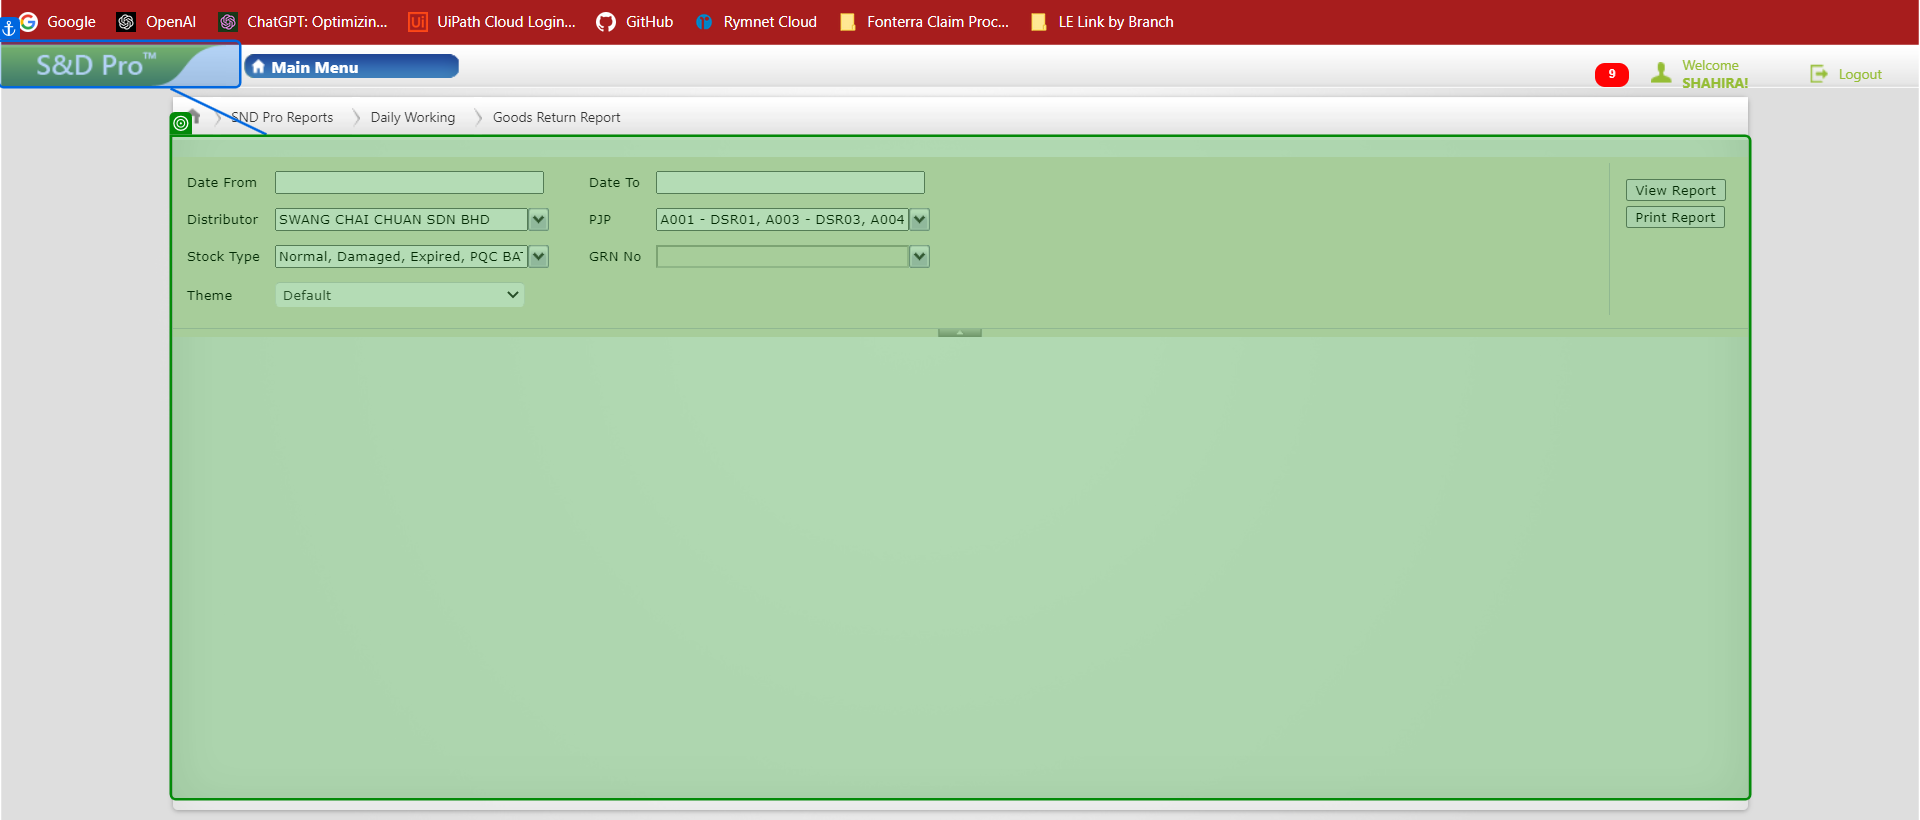 Google OpenAI ChatGPT: Optimizin... UiPath Cloud Login... GitHub Rymnet Cloud Fonterra Claim Proc... LE Link by Branch
S&D Pro™ Main Menu 9 Welcome
SHAHIRA! Logout
SND Pro Reports Daily Working Goods Return Report
Date From Date To View Report
Distributor SWANG CHAI CHUAN SDN BHD PJP A001 - DSR01, A003 - DSR03, A004 Print Report
Stock Type Normal, Damaged, Expired, PQC BAT GRN No
Theme Default